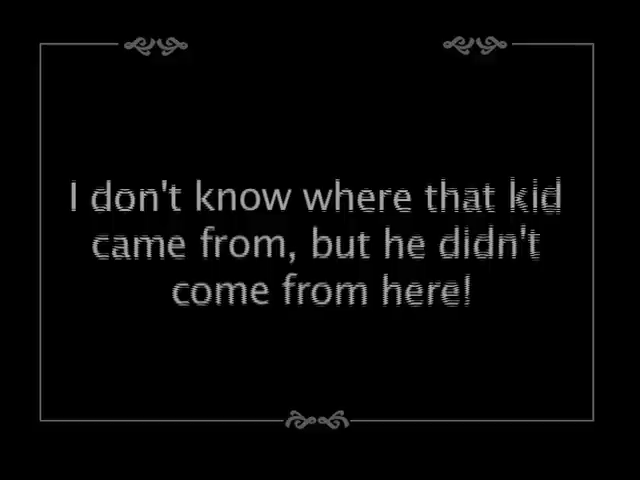 I don't know where that kid
came from, but he didn't
come from here!